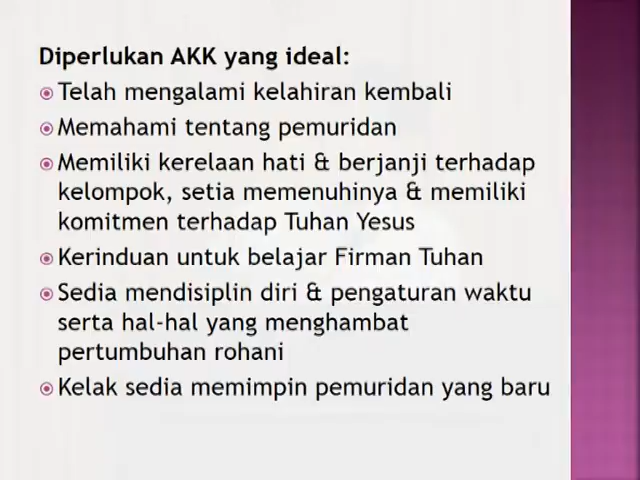 Diperlukan AKK yang ideal:
Telah mengalami kelahiran kembali
Memahami tentang pemuridan
Memiliki kerelaan hati & berjanji terhadap
kelompok, setia memenuhinya & memiliki
komitmen terhadap Tuhan Yesus
Kerinduan untuk belajar Firman Tuhan
Sedia mendisiplin diri & pengaturan waktu
serta hal-hal yang menghambat
pertumbuhan rohani
Kelak sedia memimpin pemuridan yang baru